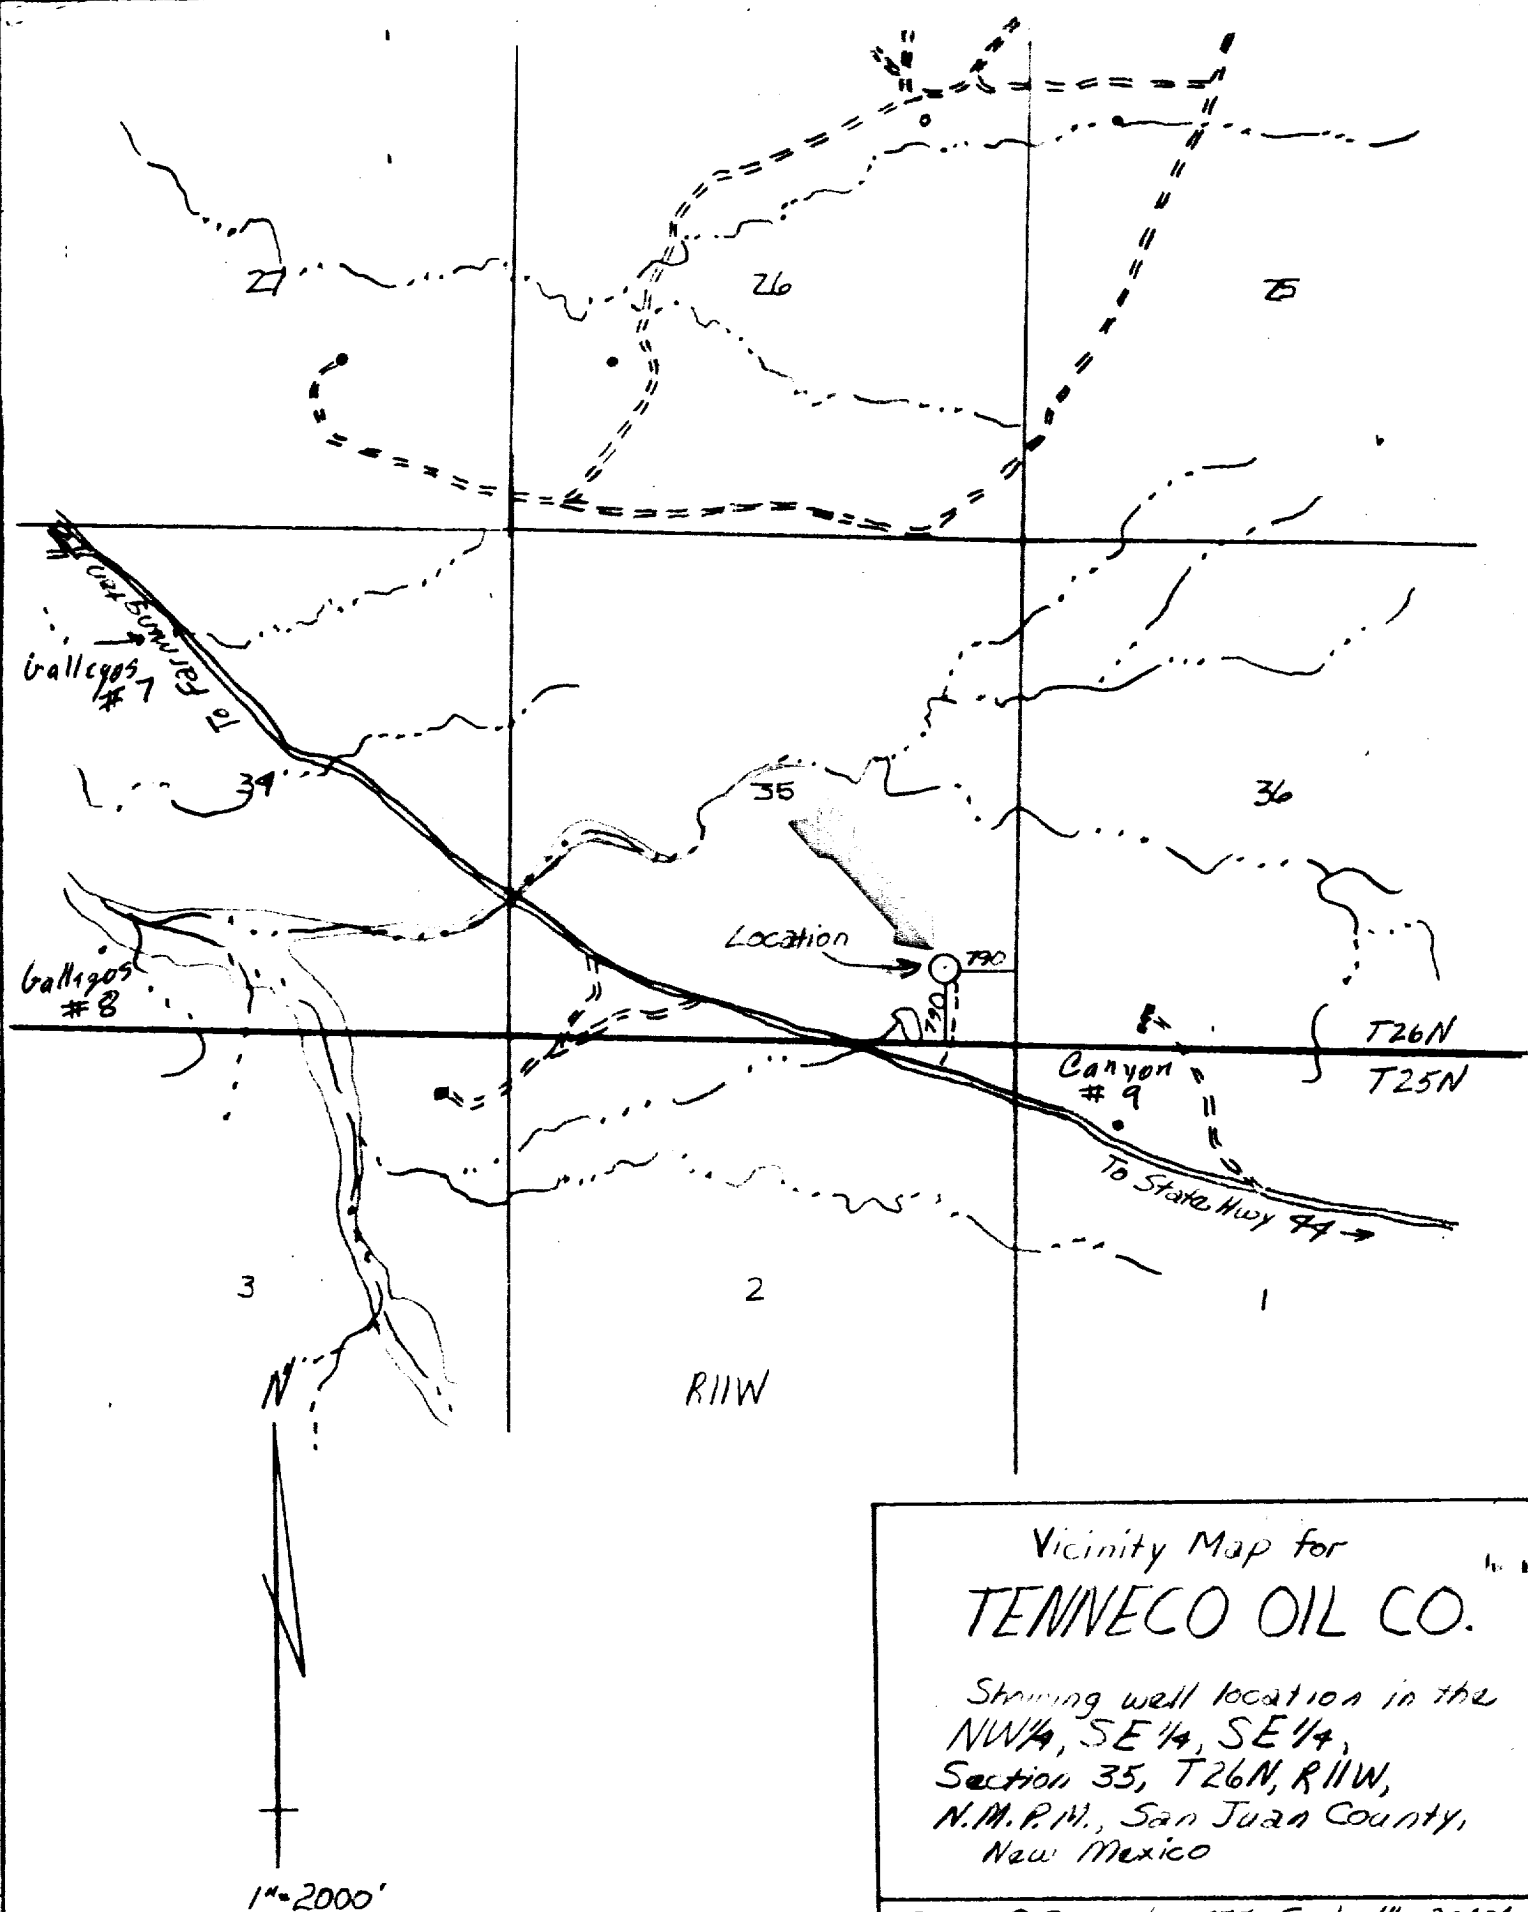 27
26
25
To Farmington
Gallegos
#7
34
35
36
Location
790
790
Gallegos
#8
T26N
T25N
Canyon
# 9
To State Hwy 44 →
3
2
1
R11W
N
1"=2000'
Vicinity Map for
TENNECO OIL CO.
Showing well location in the
NW1/4, SE1/4, SE1/4,
Section 35, T26N, R11W,
N.M.P.M., San Juan County,
New Mexico